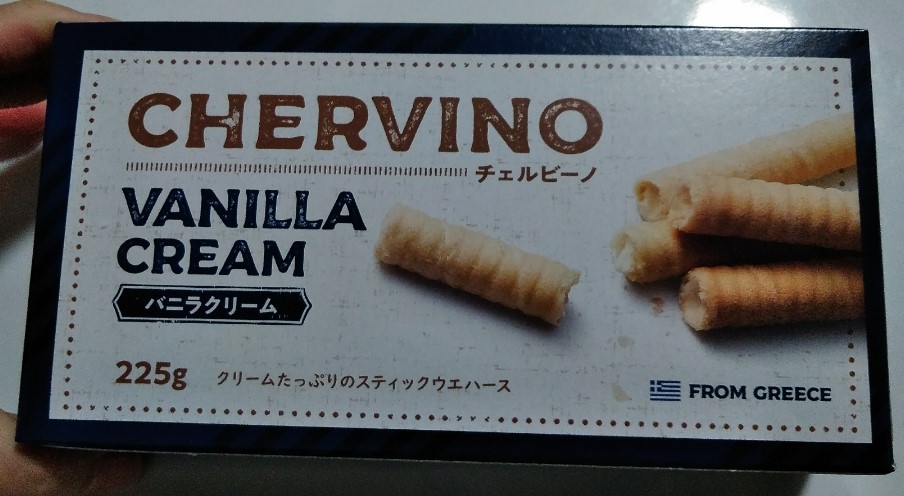 CHERVINO
チェルビーノ
VANILLA
CREAM
バニラクリーム
225g
クリームたっぷりのスティックウエハース
FROM GREECE